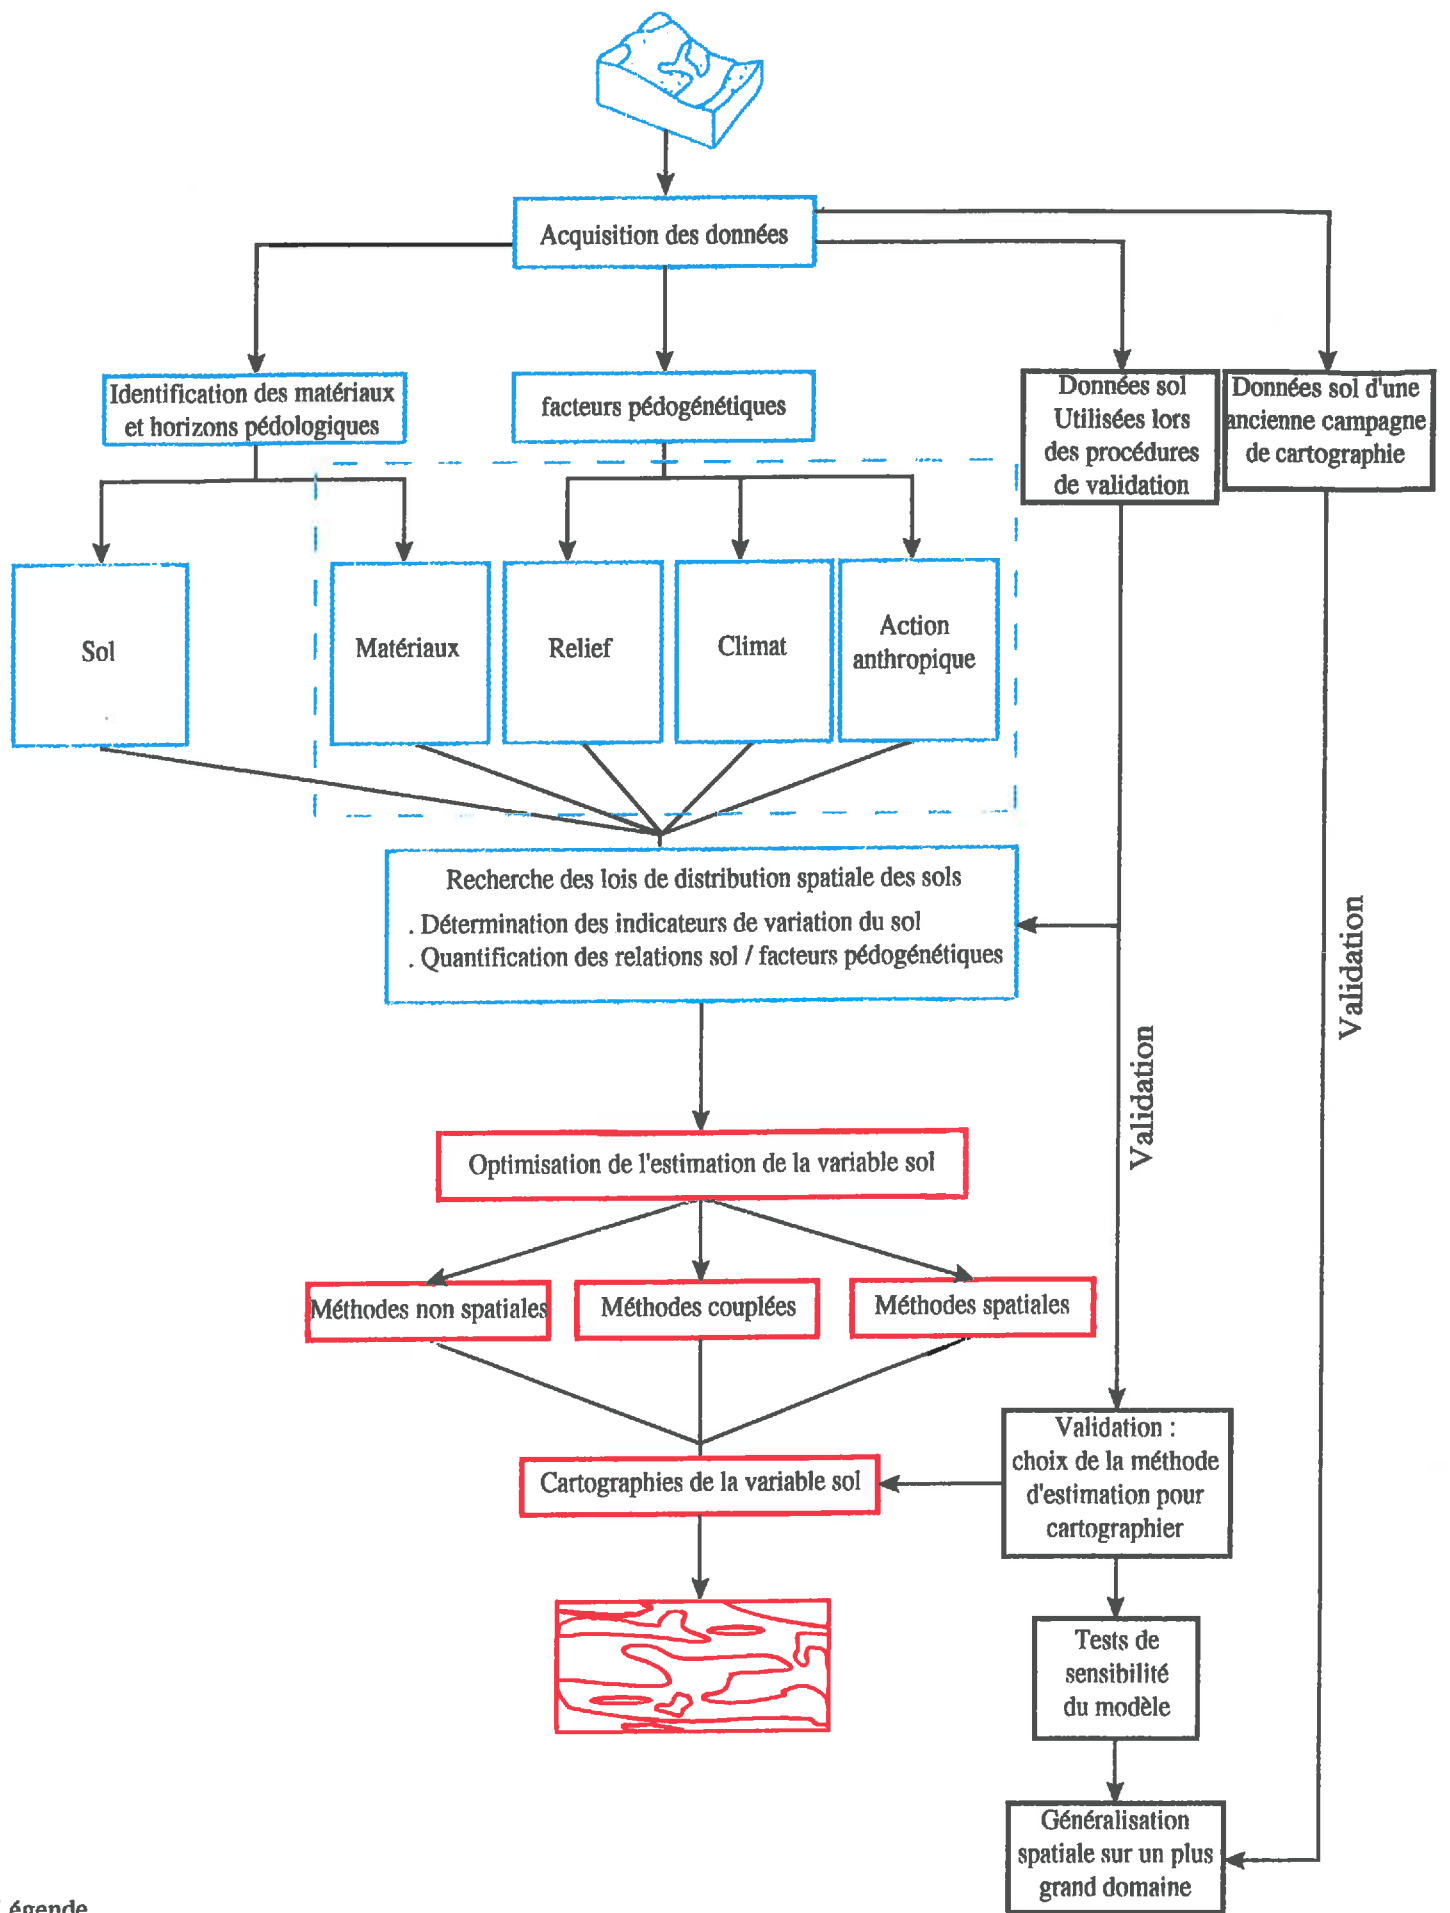 Acquisition des données
Identification des matériaux
et horizons pédologiques
facteurs pédogénétiques
Données sol
Utilisées lors
des procédures
de validation
Données sol d'une
ancienne campagne
de cartographie
Sol
Matériaux
Relief
Climat
Action
anthropique
Recherche des lois de distribution spatiale des sols
. Détermination des indicateurs de variation du sol
. Quantification des relations sol / facteurs pédogénétiques
Validation
Validation
Optimisation de l'estimation de la variable sol
Méthodes non spatiales
Méthodes couplées
Méthodes spatiales
Cartographies de la variable sol
Validation :
choix de la méthode
d'estimation pour
cartographier
Tests de
sensibilité
du modèle
Généralisation
spatiale sur un plus
grand domaine